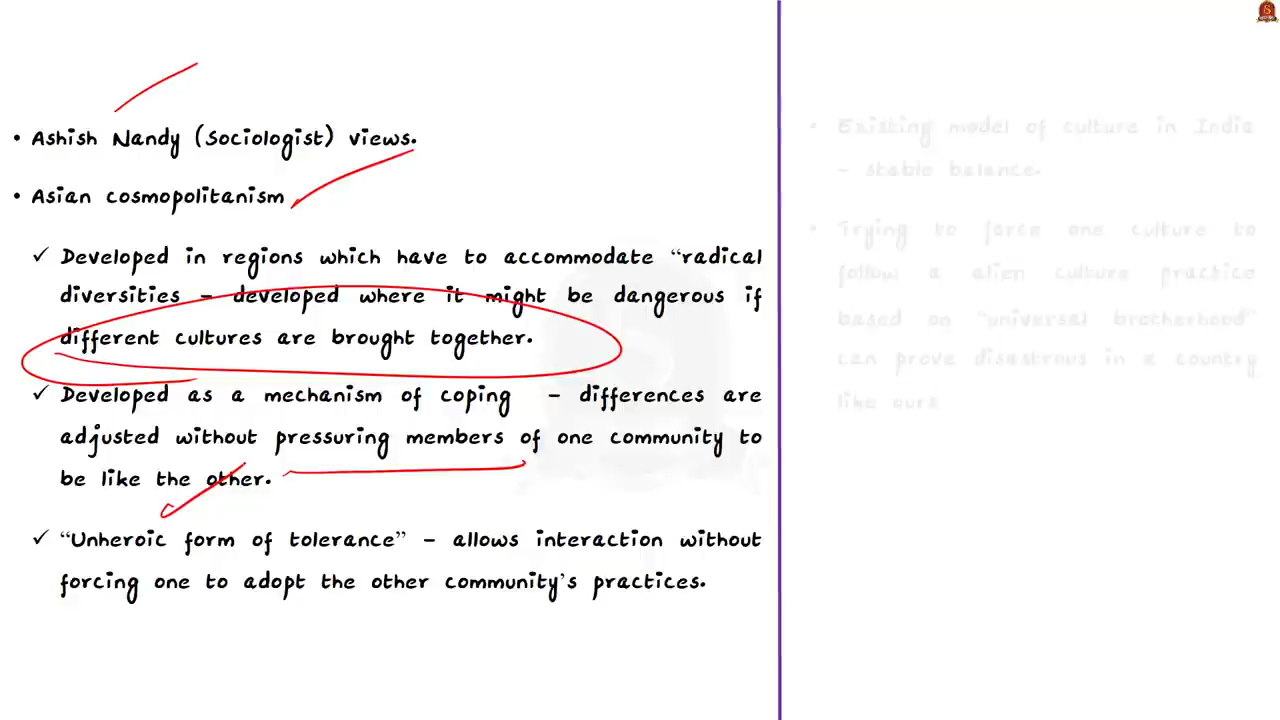 • Ashish Nandy (Sociologist) views.
• Asian cosmopolitanism
✓ Developed in regions which have to accommodate “radical
diversities – developed where it might be dangerous if
different cultures are brought together.
✓ Developed as a mechanism of coping – differences are
adjusted without pressuring members of one community to
be like the other.
✓ “Unheroic form of tolerance” – allows interaction without
forcing one to adopt the other community’s practices.
• Existing model of culture in India
– stable balance.
• Trying to force one culture to
follow a alien culture practice
based on “universal brotherhood”
can prove disastrous in a country
like ours